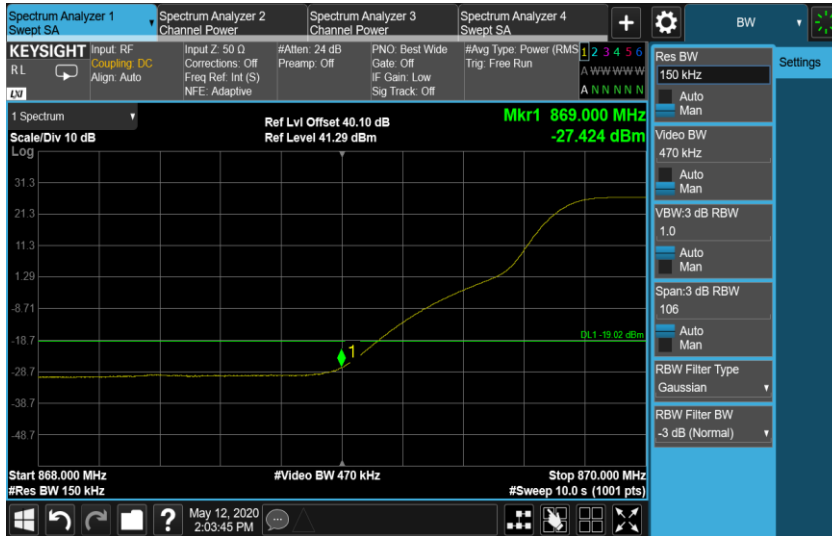 Spectrum Analyzer 1
Swept SA
Spectrum Analyzer 2
Channel Power
Spectrum Analyzer 3
Channel Power
Spectrum Analyzer 4
Swept SA
BW
KEYSIGHT
RL
LXI
Input: RF
Coupling: DC
Align: Auto
Input Z: 50 Ω
Corrections: Off
Freq Ref: Int (S)
NFE: Adaptive
#Atten: 24 dB
Preamp: Off
PNO: Best Wide
Gate: Off
IF Gain: Low
Sig Track: Off
#Avg Type: Power (RMS
Trig: Free Run
1 2 3 4 5 6
A W W W W W
A N N N N N
1 Spectrum
Scale/Div 10 dB
Log
Ref Lvl Offset 40.10 dB
Ref Level 41.29 dBm
Mkr1 869.000 MHz
-27.424 dBm
31.3
21.3
11.3
1.29
-8.71
-18.7
-28.7
-38.7
-48.7
DL1 -19.02 dBm
1
Start 868.000 MHz
#Res BW 150 kHz
#Video BW 470 kHz
Stop 870.000 MHz
#Sweep 10.0 s (1001 pts)
?
May 12, 2020
2:03:45 PM
Res BW
150 kHz
Auto
Man
Video BW
470 kHz
Auto
Man
VBW:3 dB RBW
1.0
Auto
Man
Span:3 dB RBW
106
Auto
Man
RBW Filter Type
Gaussian
RBW Filter BW
-3 dB (Normal)
Settings